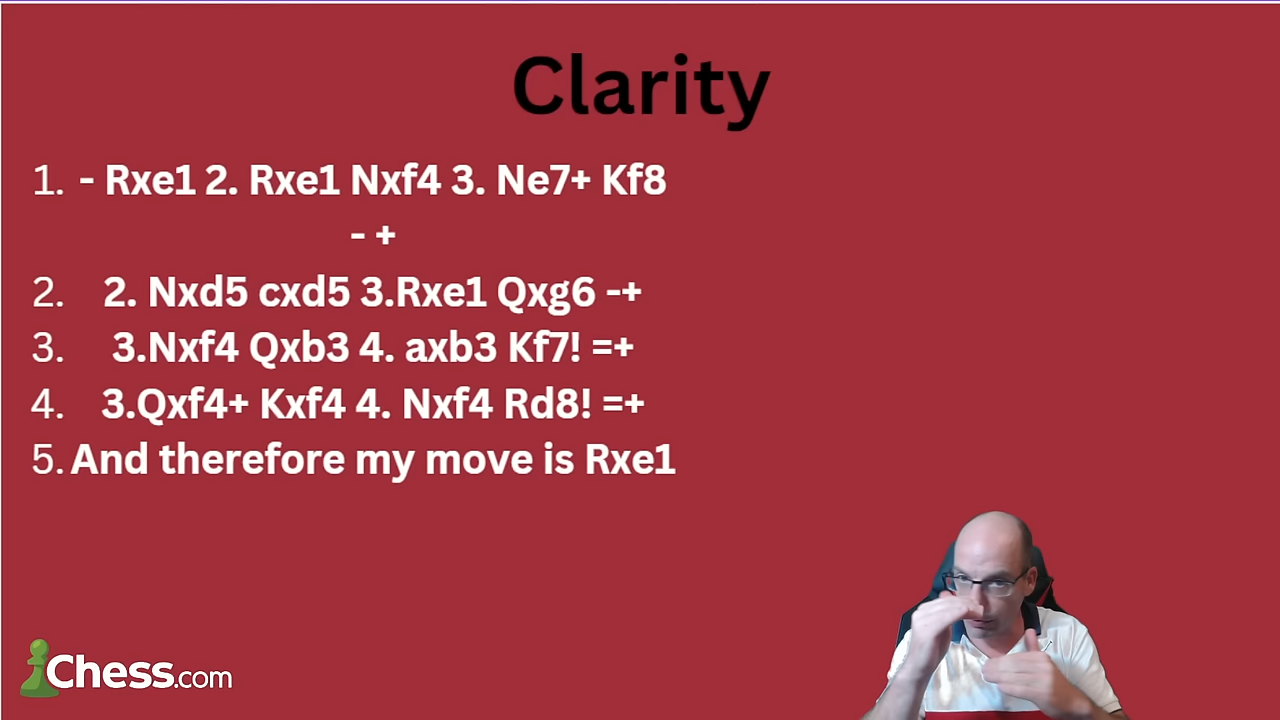 Clarity
1. - Rxe1 2. Rxe1 Nxf4 3. Ne7+ Kf8
- +
2. 2. Nxd5 cxd5 3.Rxe1 Qxg6 -+
3. 3.Nxf4 Qxb3 4. axb3 Kf7! =+
4. 3.Qxf4+ Kxf4 4. Nxf4 Rd8! =+
5. And therefore my move is Rxe1
Chess.com